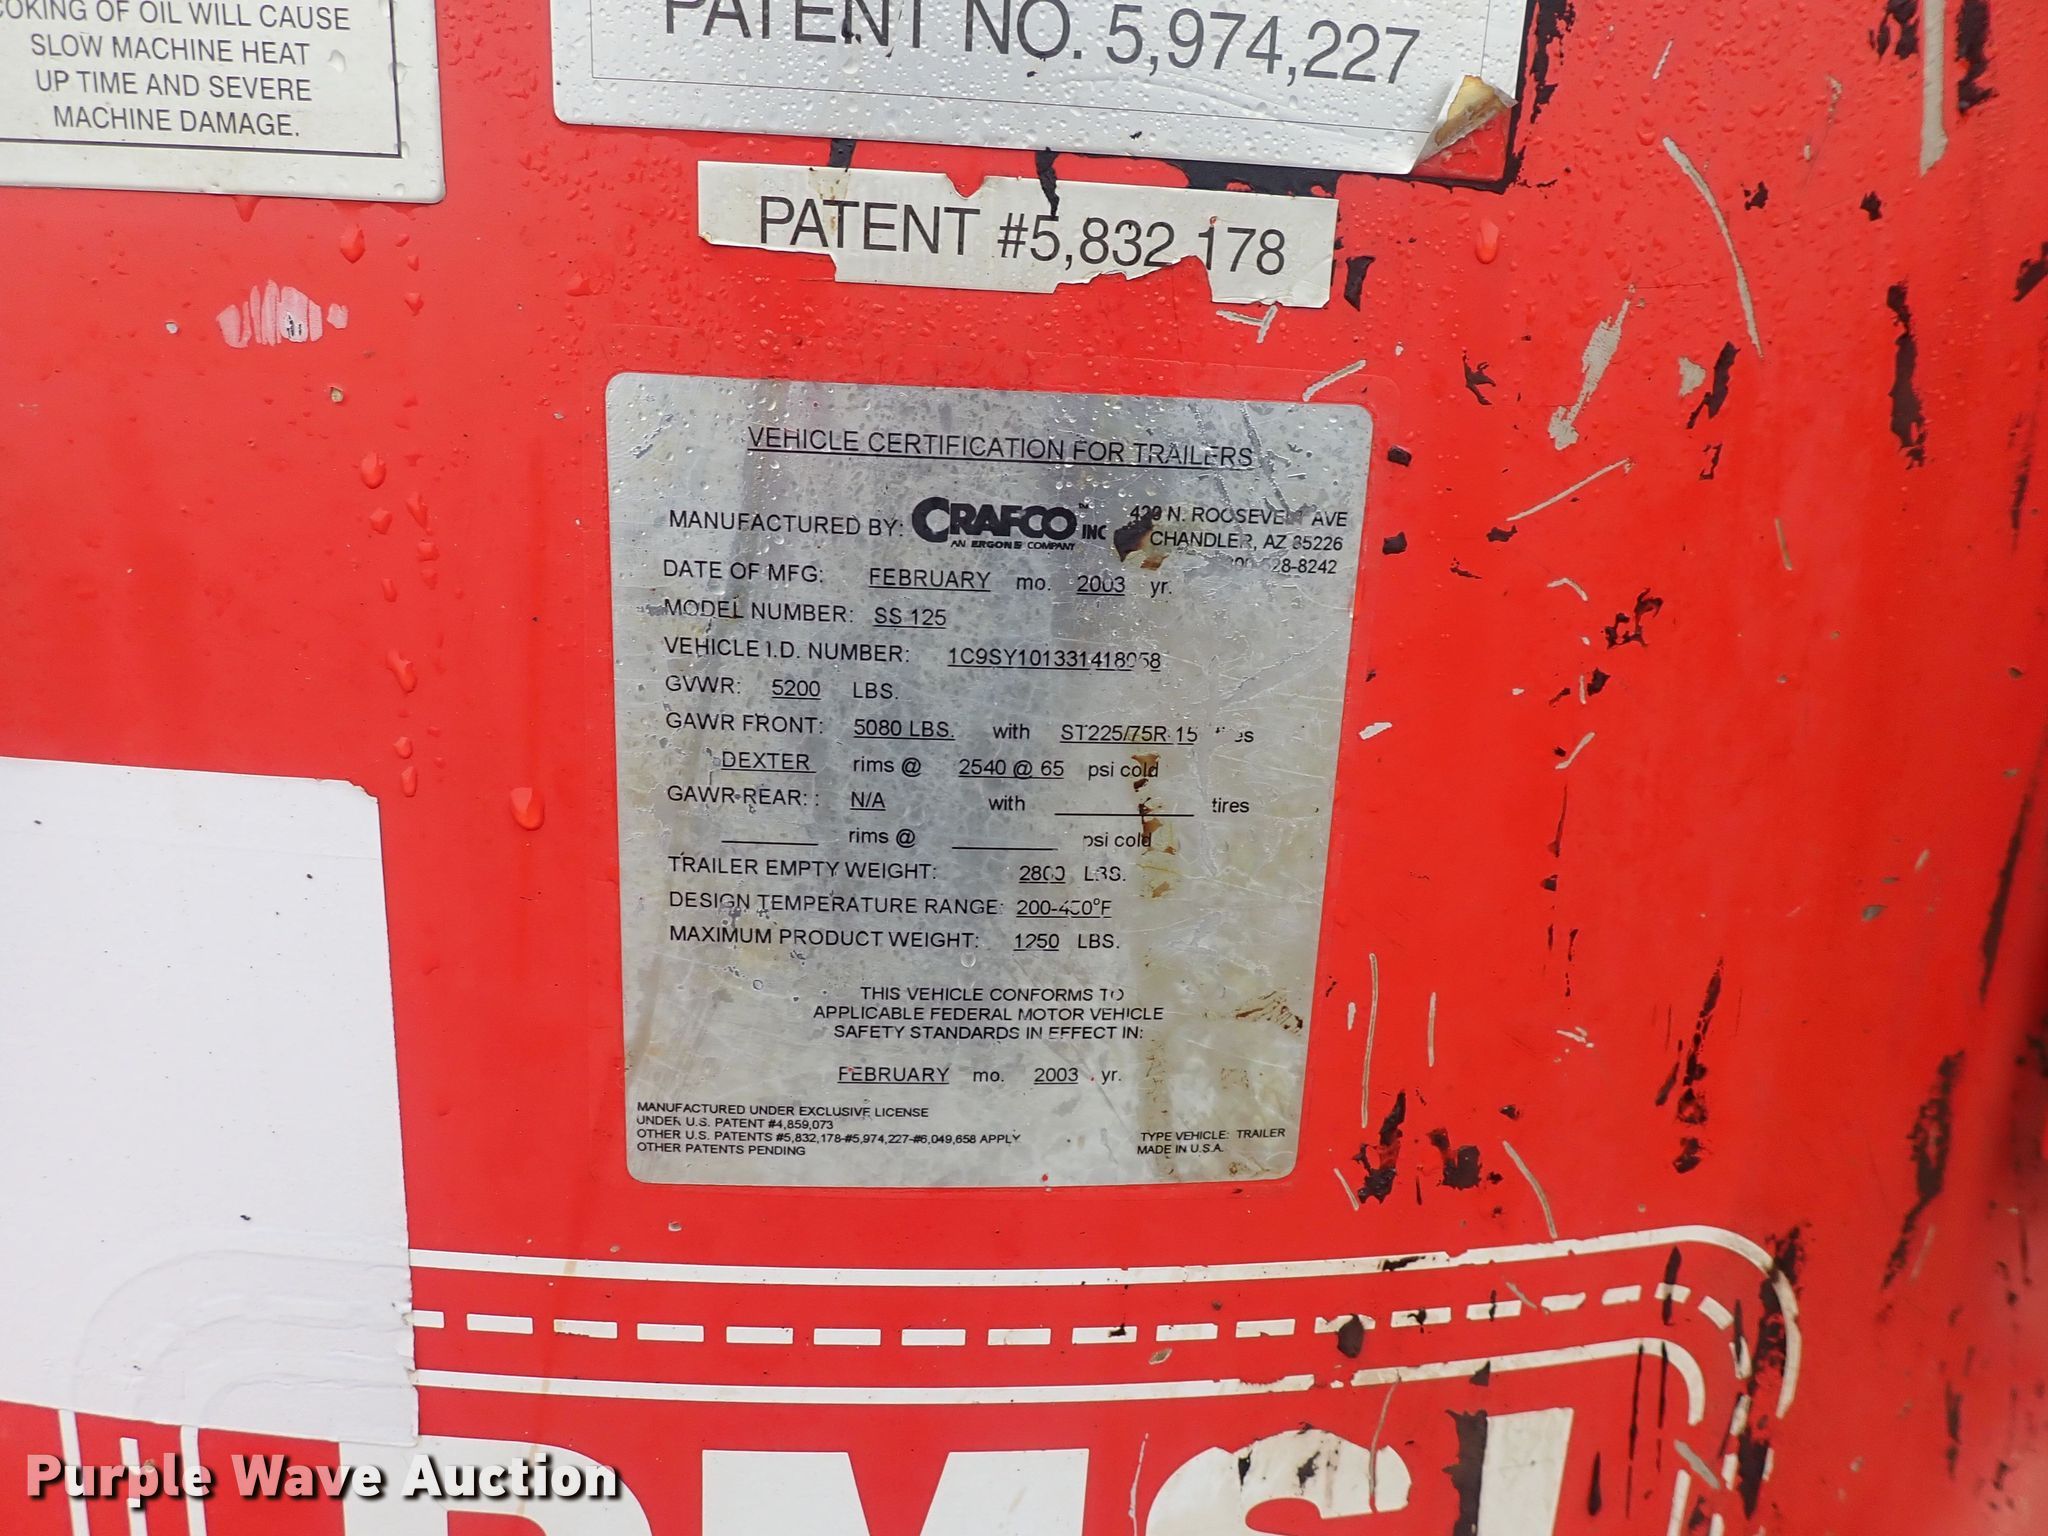 OKING OF OIL WILL CAUSE
SLOW MACHINE HEAT
UP TIME AND SEVERE
MACHINE DAMAGE.
PATENT NO. 5,974,227
PATENT #5,832,178
VEHICLE CERTIFICATION FOR TRAILERS
MANUFACTURED BY: CRAFCO INC
AN ERGON COMPANY
N. ROOSEVELT AVE
CHANDLER, AZ 85226
DATE OF MFG: FEBRUARY mo. 2003 yr.
MODEL NUMBER: SS 125
VEHICLE I.D. NUMBER: 1C9SY101331418058
GVWR: 5200 LBS.
GAWR FRONT: 5080 LBS. with ST225/75R 15 tires
DEXTER rims @ 2540 @ 65 psi cold
GAWR REAR: : N/A with tires
rims @ psi cold
TRAILER EMPTY WEIGHT: 2800 LBS.
DESIGN TEMPERATURE RANGE:
MAXIMUM PRODUCT WEIGHT: 1250 LBS.
THIS VEHICLE CONFORMS TO
APPLICABLE FEDERAL MOTOR VEHICLE
SAFETY STANDARDS IN EFFECT IN:
FEBRUARY mo. 2003 yr.
MANUFACTURED UNDER EXCLUSIVE LICENSE
UNDER U.S. PATENT #4,859,073
OTHER U.S. PATENTS #5,832,178-#5,974,227-#6,049,658 APPLY
OTHER PATENTS PENDING
TYPE VEHICLE: TRAILER
MADE IN U.S.A.
Purple Wave Auction